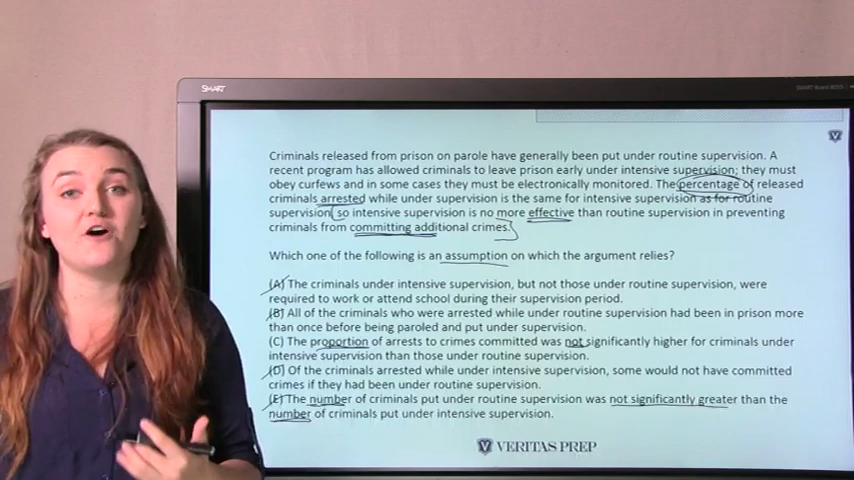 SMART
Criminals released from prison on parole have generally been put under routine supervision. A
recent program has allowed criminals to leave prison early under intensive supervision; they must
obey curfews and in some cases they must be electronically monitored. The percentage of released
criminals arrested while under supervision is the same for intensive supervision as for routine
supervision, so intensive supervision is no more effective than routine supervision in preventing
criminals from committing additional crimes.
Which one of the following is an assumption on which the argument relies?
(A) The criminals under intensive supervision, but not those under routine supervision, were
required to work or attend school during their supervision period.
(B) All of the criminals who were arrested while under routine supervision had been in prison more
than once before being paroled and put under supervision.
(C) The proportion of arrests to crimes committed was not significantly higher for criminals under
intensive supervision than those under routine supervision.
(D) Of the criminals arrested while under intensive supervision, some would not have committed
crimes if they had been under routine supervision.
(E) The number of criminals put under routine supervision was not significantly greater than the
number of criminals put under intensive supervision.
VERITAS PREP